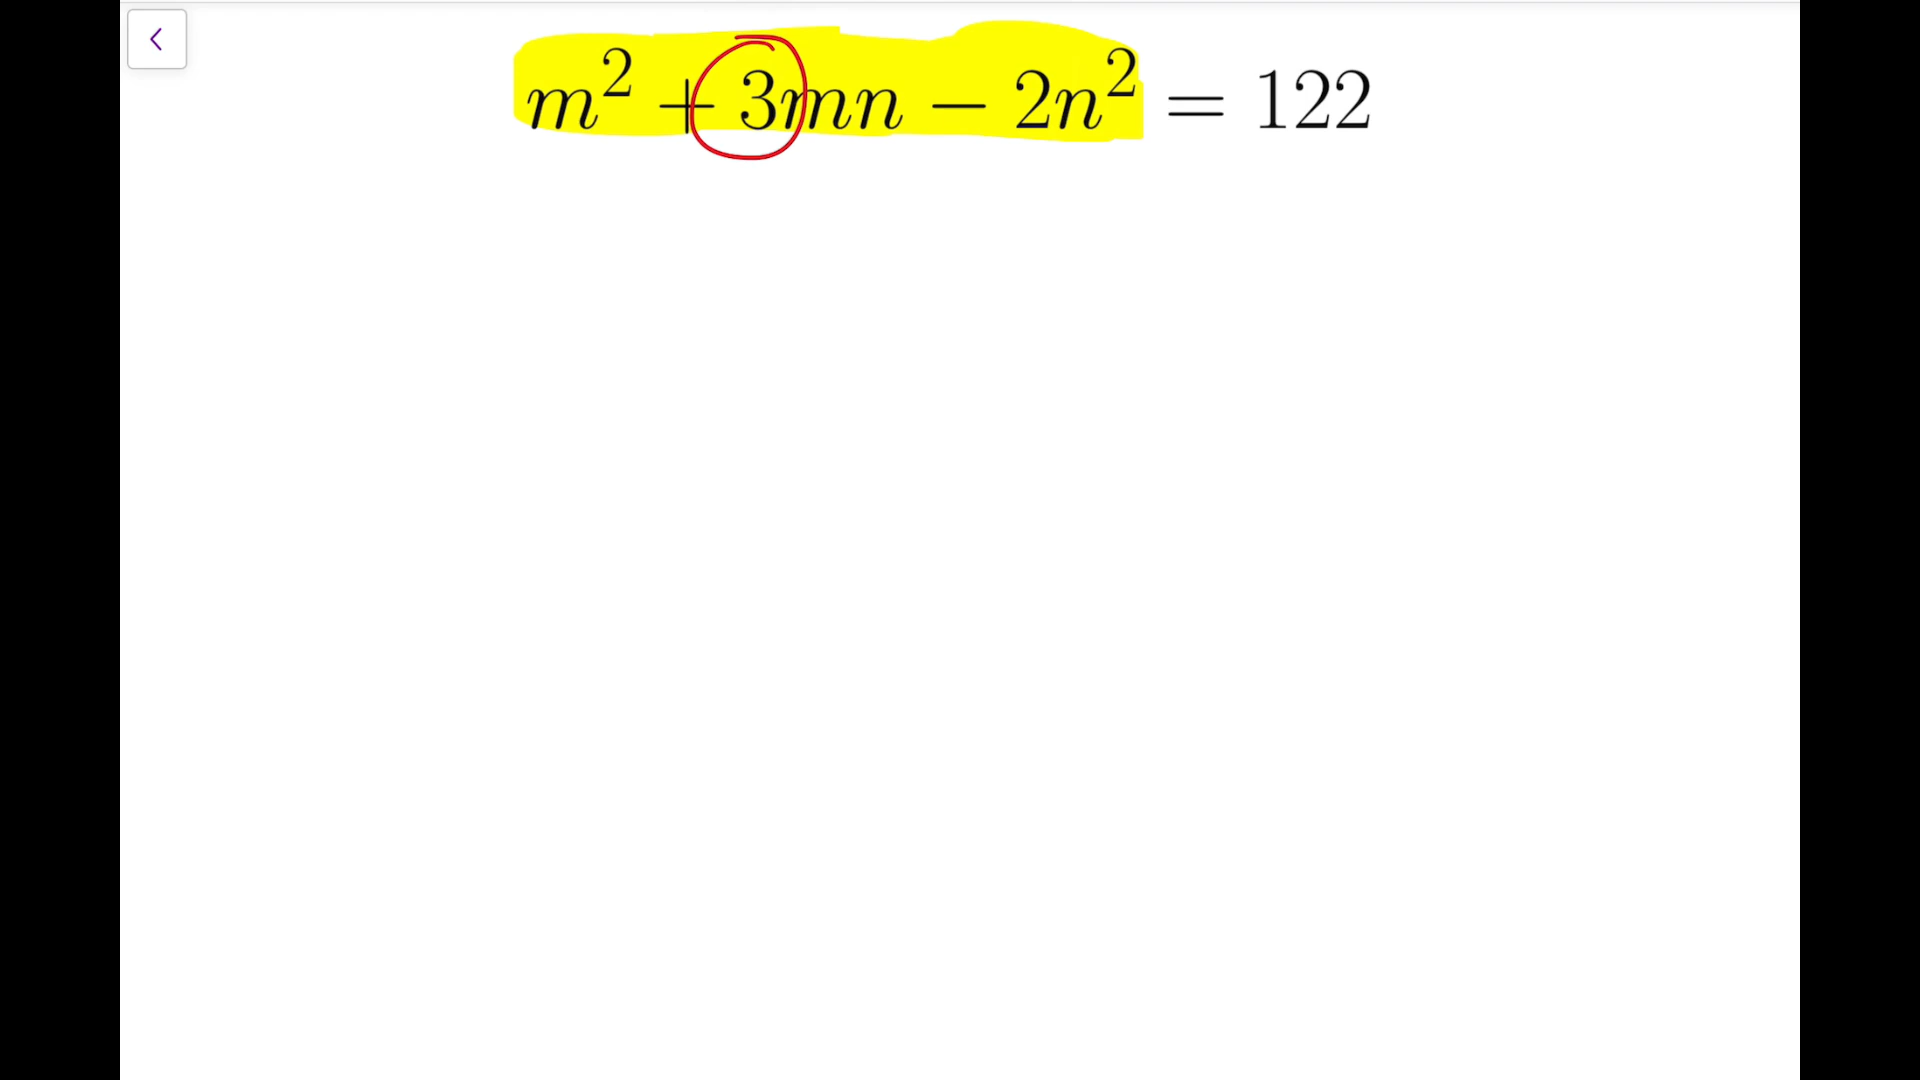 m² + 3mn − 2n² = 122